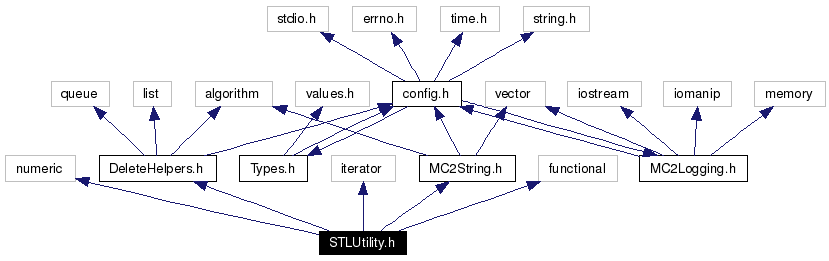 stdio.h errno.h time.h string.h
queue list algorithm values.h config.h vector iostream iomanip memory
numeric DeleteHelpers.h Types.h iterator MC2String.h functional MC2Logging.h
STLUtility.h